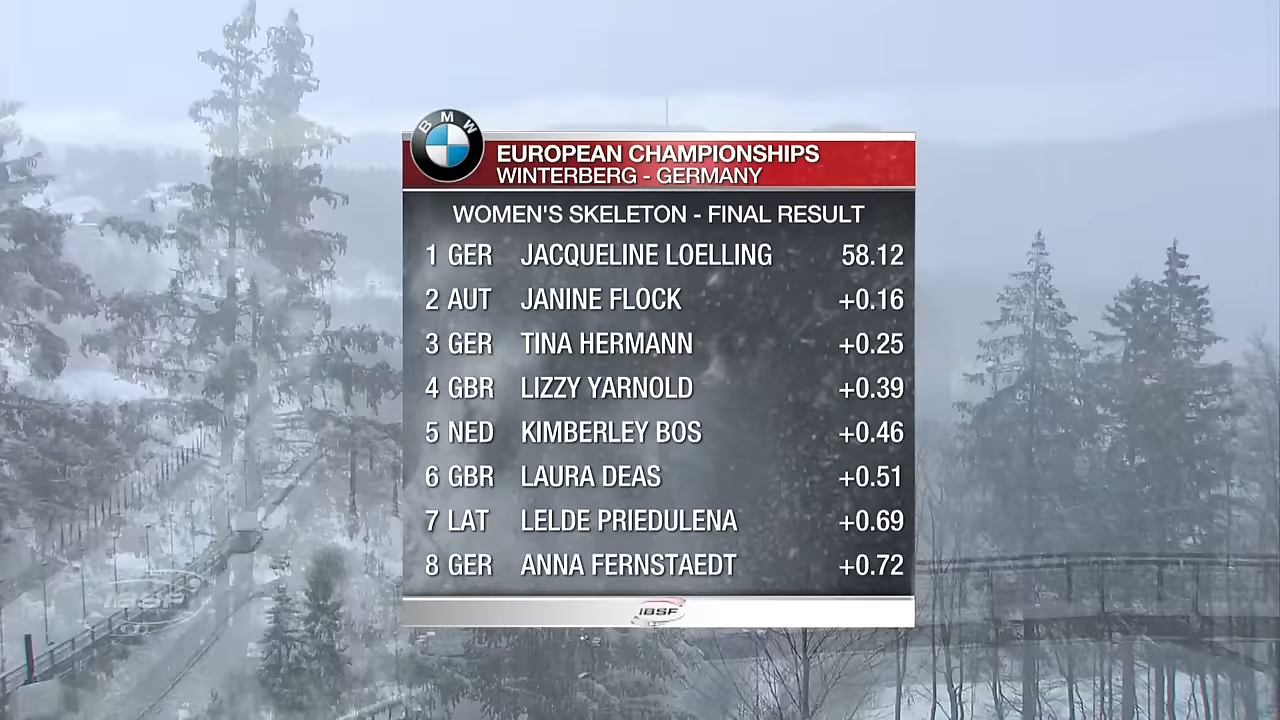 BMW
EUROPEAN CHAMPIONSHIPS
WINTERBERG - GERMANY
WOMEN'S SKELETON - FINAL RESULT
1 GER JACQUELINE LOELLING 58.12
2 AUT JANINE FLOCK +0.16
3 GER TINA HERMANN +0.25
4 GBR LIZZY YARNOLD +0.39
5 NED KIMBERLEY BOS +0.46
6 GBR LAURA DEAS +0.51
7 LAT LELDE PRIEDULENA +0.69
8 GER ANNA FERNSTAEDT +0.72
IBSF
IBSF